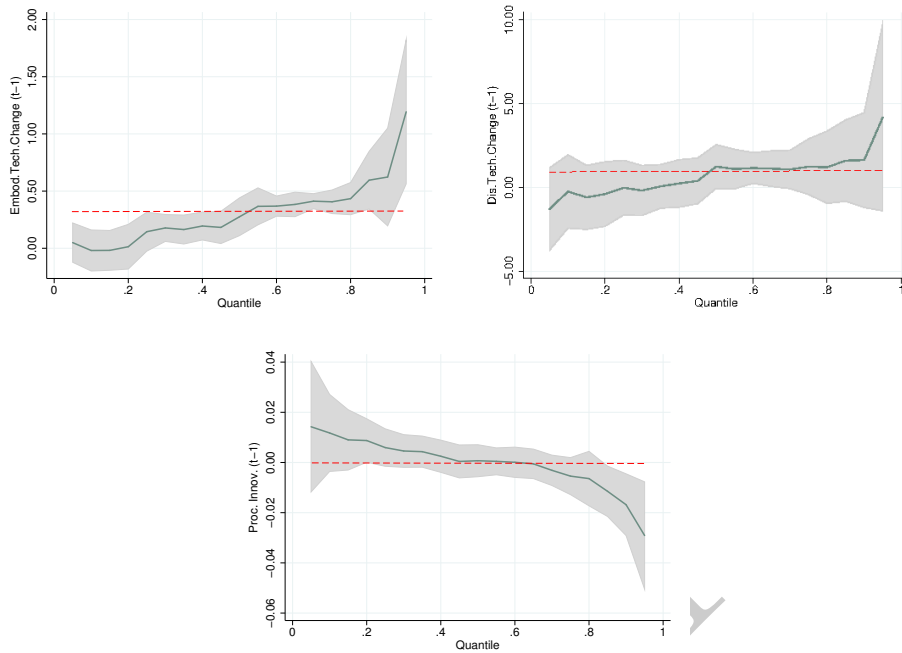 Embod.Tech.Change (t−1)
2.00
1.50
1.00
0.50
0.00
0 .2 .4 .6 .8 1
Quantile
Dis.Tech.Change (t−1)
10.00
5.00
0.00
−5.00
0 .2 .4 .6 .8 1
Quantile
Proc. Innov. (t−1)
0.04
0.02
0.00
−0.02
−0.04
−0.06
0 .2 .4 .6 .8 1
Quantile